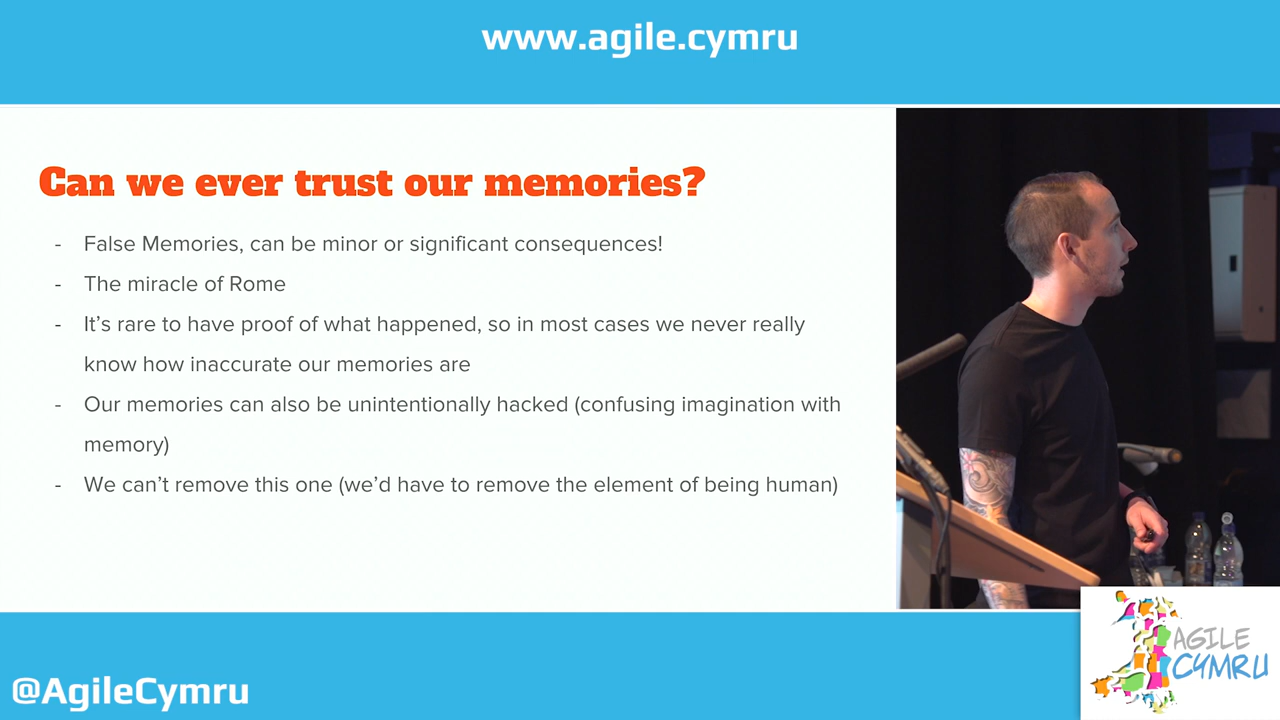 www.agile.cymru
Can we ever trust our memories?
- False Memories, can be minor or significant consequences!
- The miracle of Rome
- It’s rare to have proof of what happened, so in most cases we never really
know how inaccurate our memories are
- Our memories can also be unintentionally hacked (confusing imagination with
memory)
- We can’t remove this one (we’d have to remove the element of being human)
@AgileCymru
AGILE
CYMRU